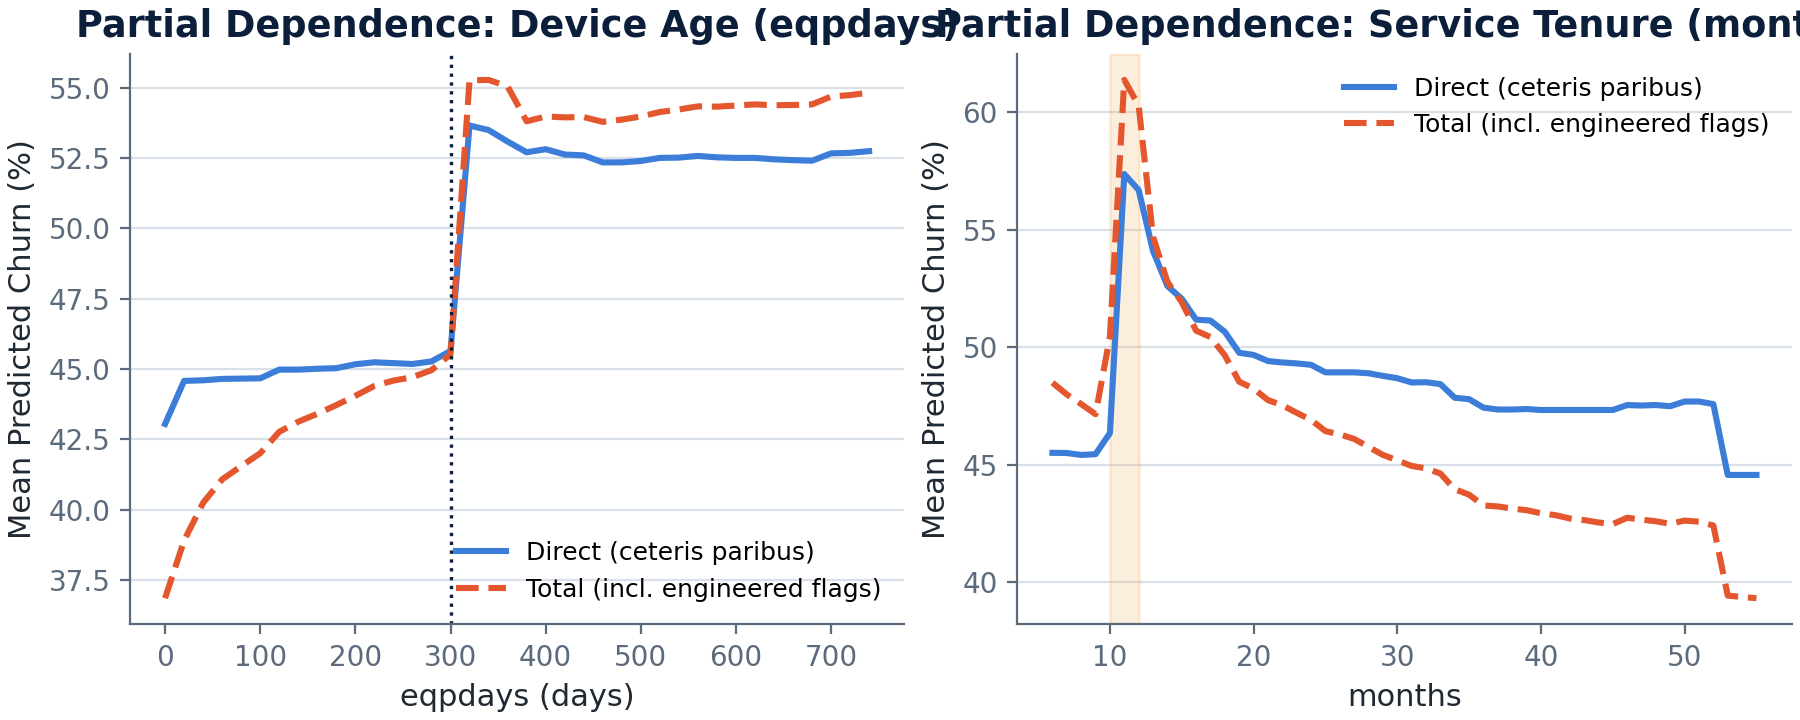 Partial Dependence: Device Age (eqpdays)
55.0
52.5
50.0
47.5
45.0
42.5
40.0
37.5
Mean Predicted Churn (%)
Direct (ceteris paribus)
Total (incl. engineered flags)
0 100 200 300 400 500 600 700
eqpdays (days)
Partial Dependence: Service Tenure (mont
60
55
50
45
40
Mean Predicted Churn (%)
Direct (ceteris paribus)
Total (incl. engineered flags)
10 20 30 40 50
months